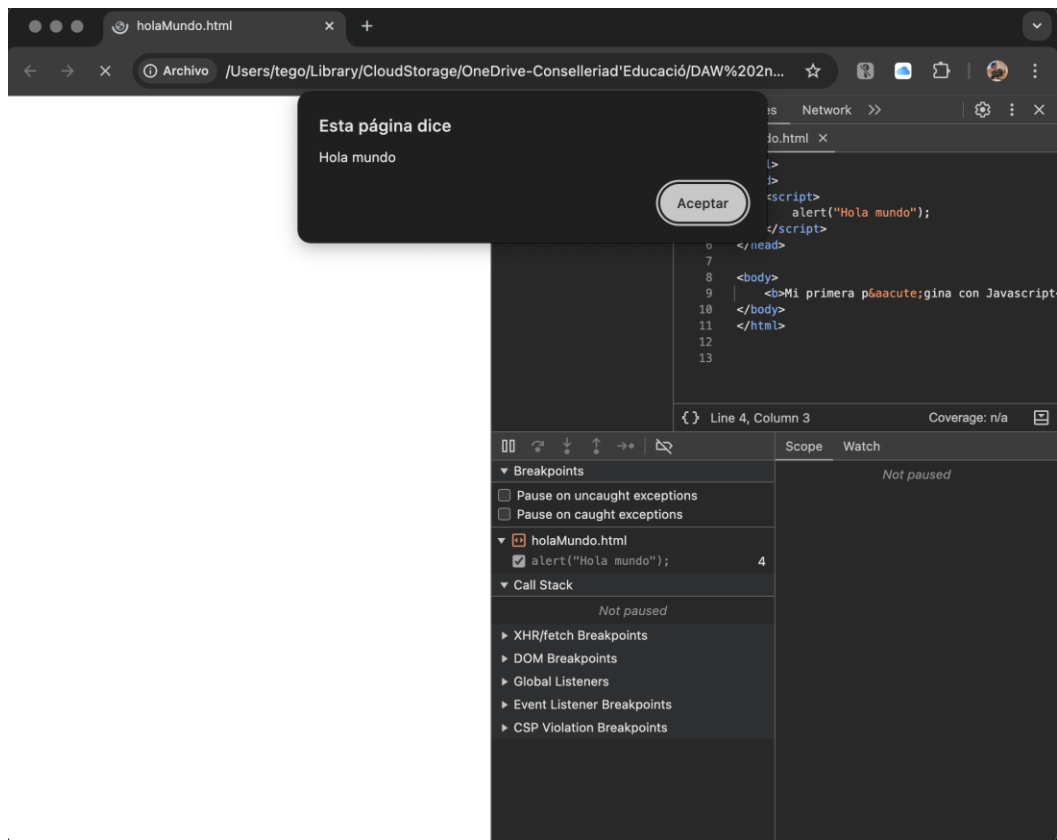 holaMundo.html
Archivo /Users/tego/Library/CloudStorage/OneDrive-Conselleriad'Educació/DAW%202n...
Esta página dice
Hola mundo
Aceptar
Network
.html
<script>
alert("Hola mundo");
</script>
6 </head>
7
8 <body>
9 <b>Mi primera p&aacute;gina con Javascript
10 </body>
11 </html>
12
13
{} Line 4, Column 3 Coverage: n/a
Scope Watch
Breakpoints
Not paused
Pause on uncaught exceptions
Pause on caught exceptions
holaMundo.html
alert("Hola mundo"); 4
Call Stack
Not paused
XHR/fetch Breakpoints
DOM Breakpoints
Global Listeners
Event Listener Breakpoints
CSP Violation Breakpoints